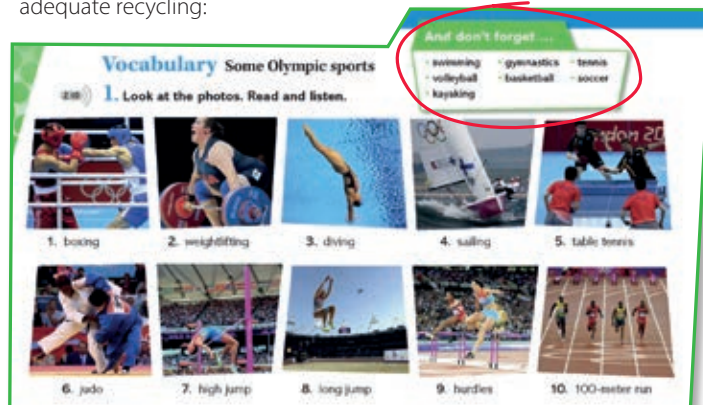 adequate recycling:
And don't forget ...
• swimming • gymnastics • tennis
• volleyball • basketball • soccer
• kayaking
Vocabulary Some Olympic sports
1. Look at the photos. Read and listen.
1. boxing 2. weightlifting 3. diving 4. sailing 5. table tennis
6. judo 7. high jump 8. long jump 9. hurdles 10. 100-meter run